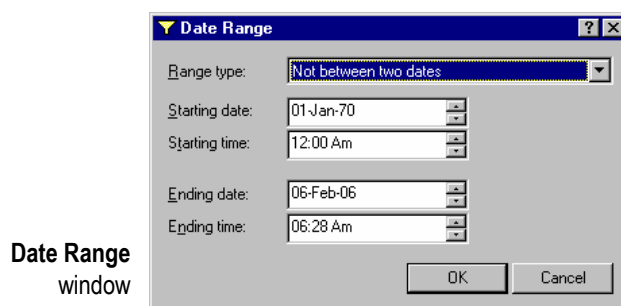 Date Range
Range type: Not between two dates
Starting date: 01-Jan-70
Starting time: 12:00 Am
Ending date: 06-Feb-06
Ending time: 06:28 Am
OK Cancel
Date Range
window